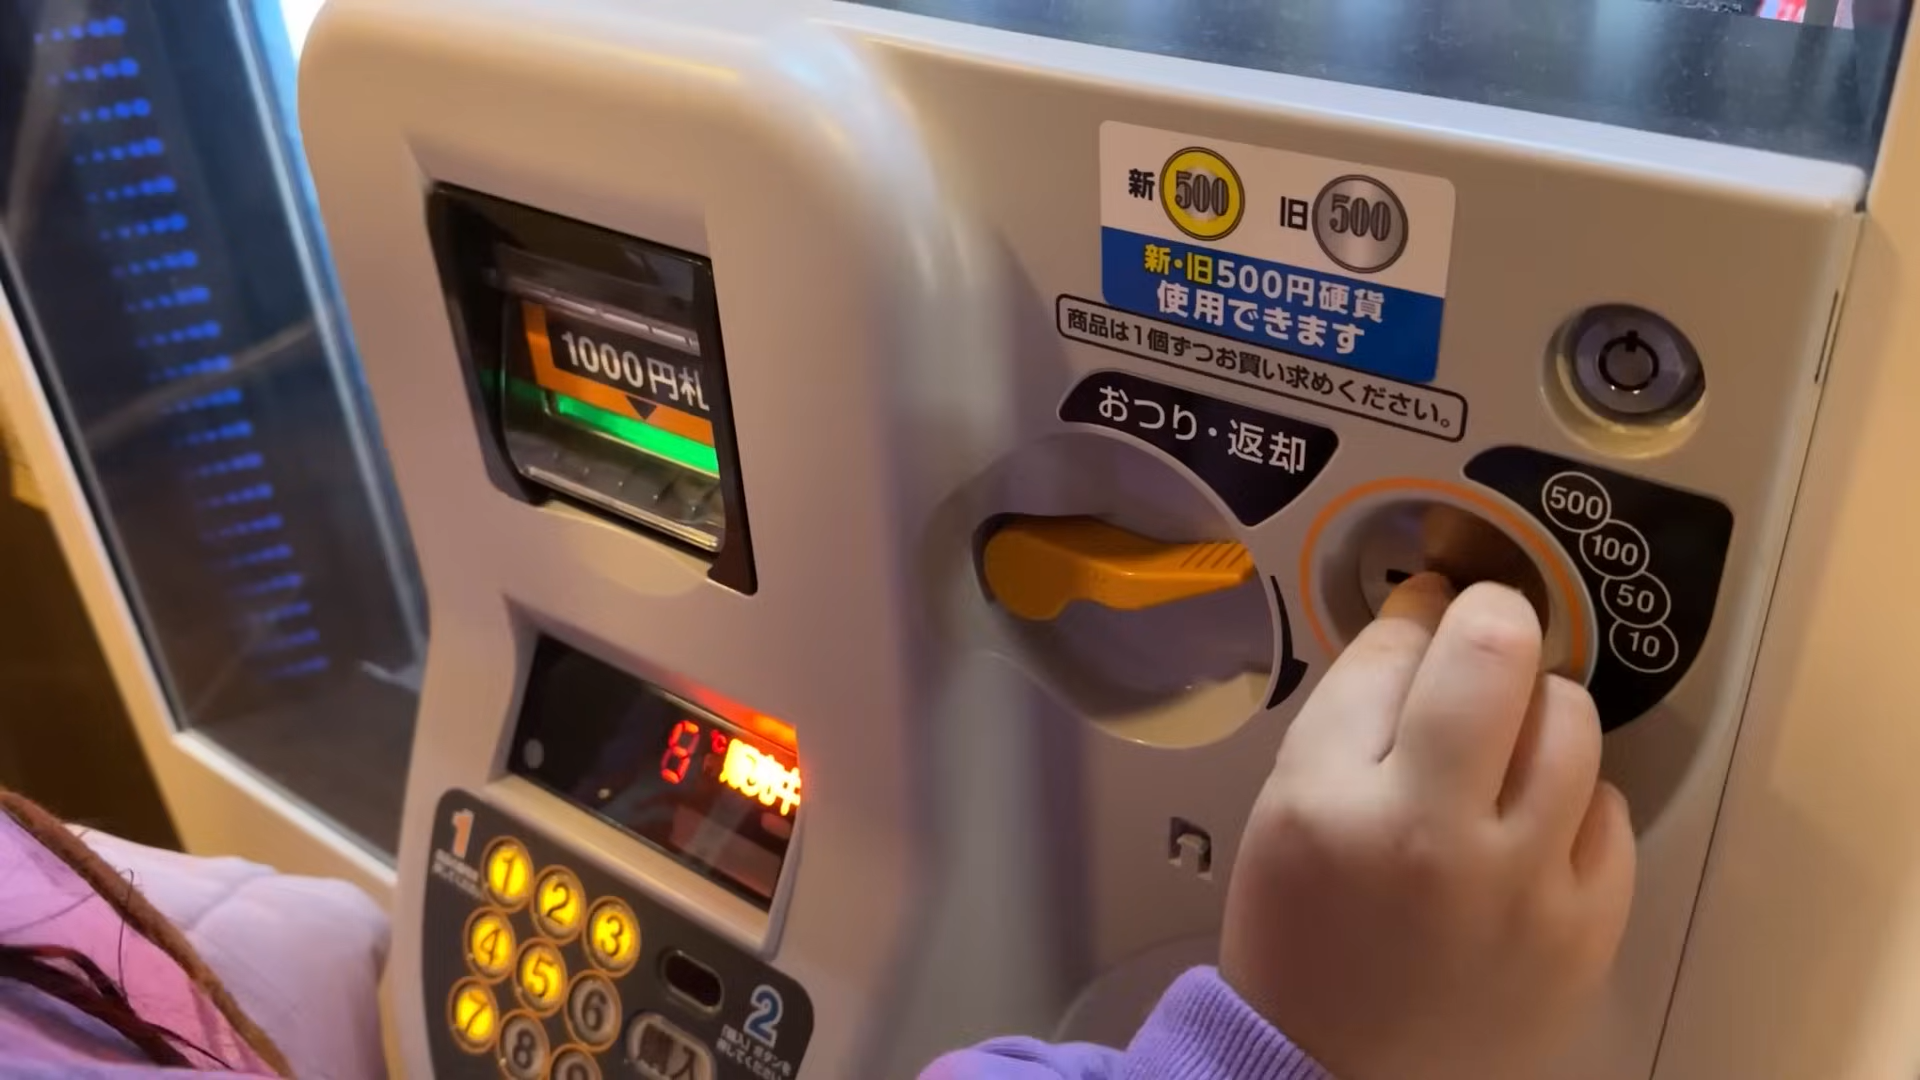 新 500 旧 500
新・旧500円硬貨
使用できます
商品は1個ずつお買い求めください。
おつり・返却
1000円札
500
100
50
10
8℃
1
1
2
3
4
5
6
7
8
2